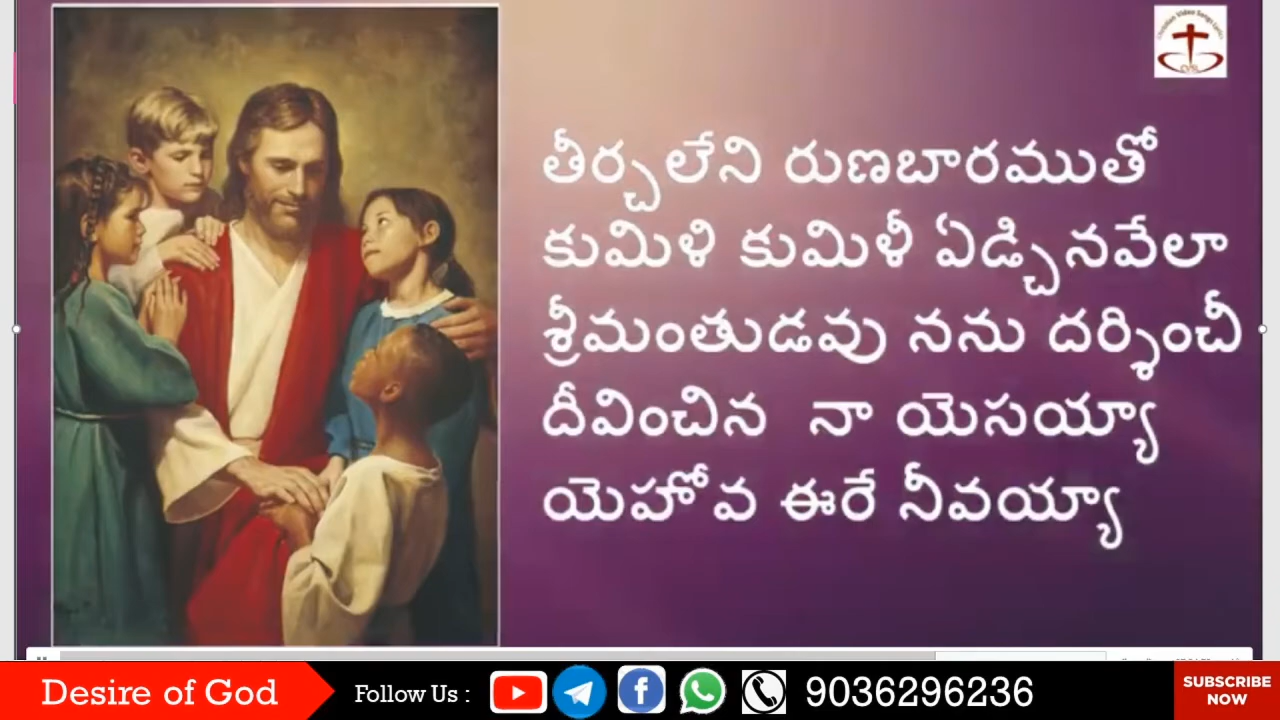 తీర్చలేని రుణబారముతో
కుమిళి కుమిళీ ఏడ్చినవేలా
శ్రీమంతుడవు నను దర్శించీ
దీవించిన నా యెసయ్యా
యెహోవ ఈరే నీవయ్యా
Desire of God
Follow Us :
9036296236
SUBSCRIBE
NOW